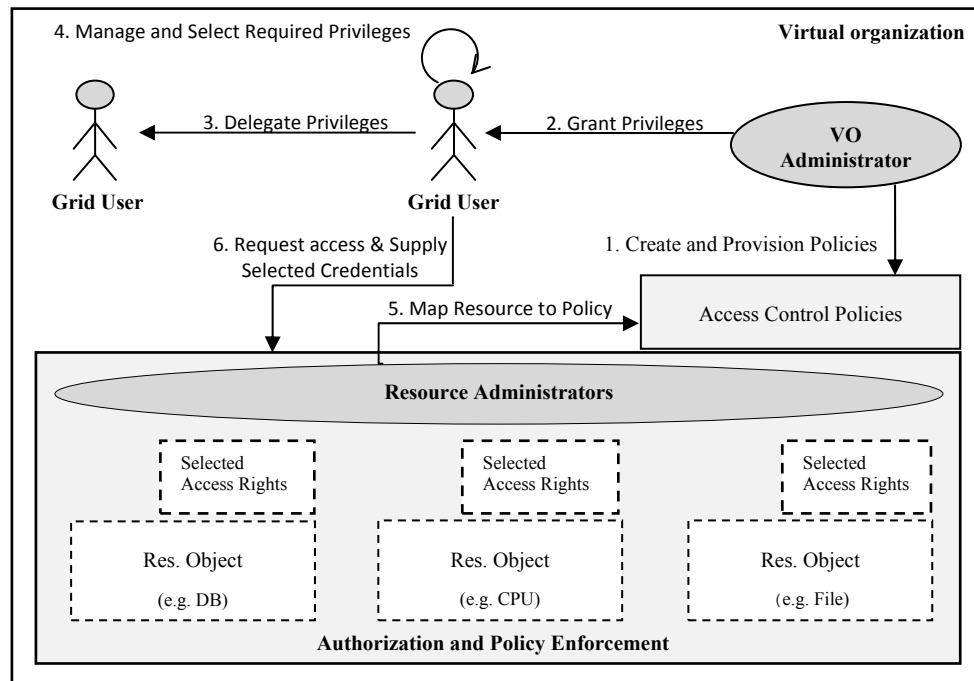 4. Manage and Select Required Privileges
Virtual organization
3. Delegate Privileges
2. Grant Privileges
VO
Administrator
Grid User
Grid User
6. Request access & Supply
Selected Credentials
1. Create and Provision Policies
5. Map Resource to Policy
Access Control Policies
Resource Administrators
Selected
Access Rights
Selected
Access Rights
Selected
Access Rights
Res. Object
(e.g. DB)
Res. Object
(e.g. CPU)
Res. Object
(e.g. File)
Authorization and Policy Enforcement